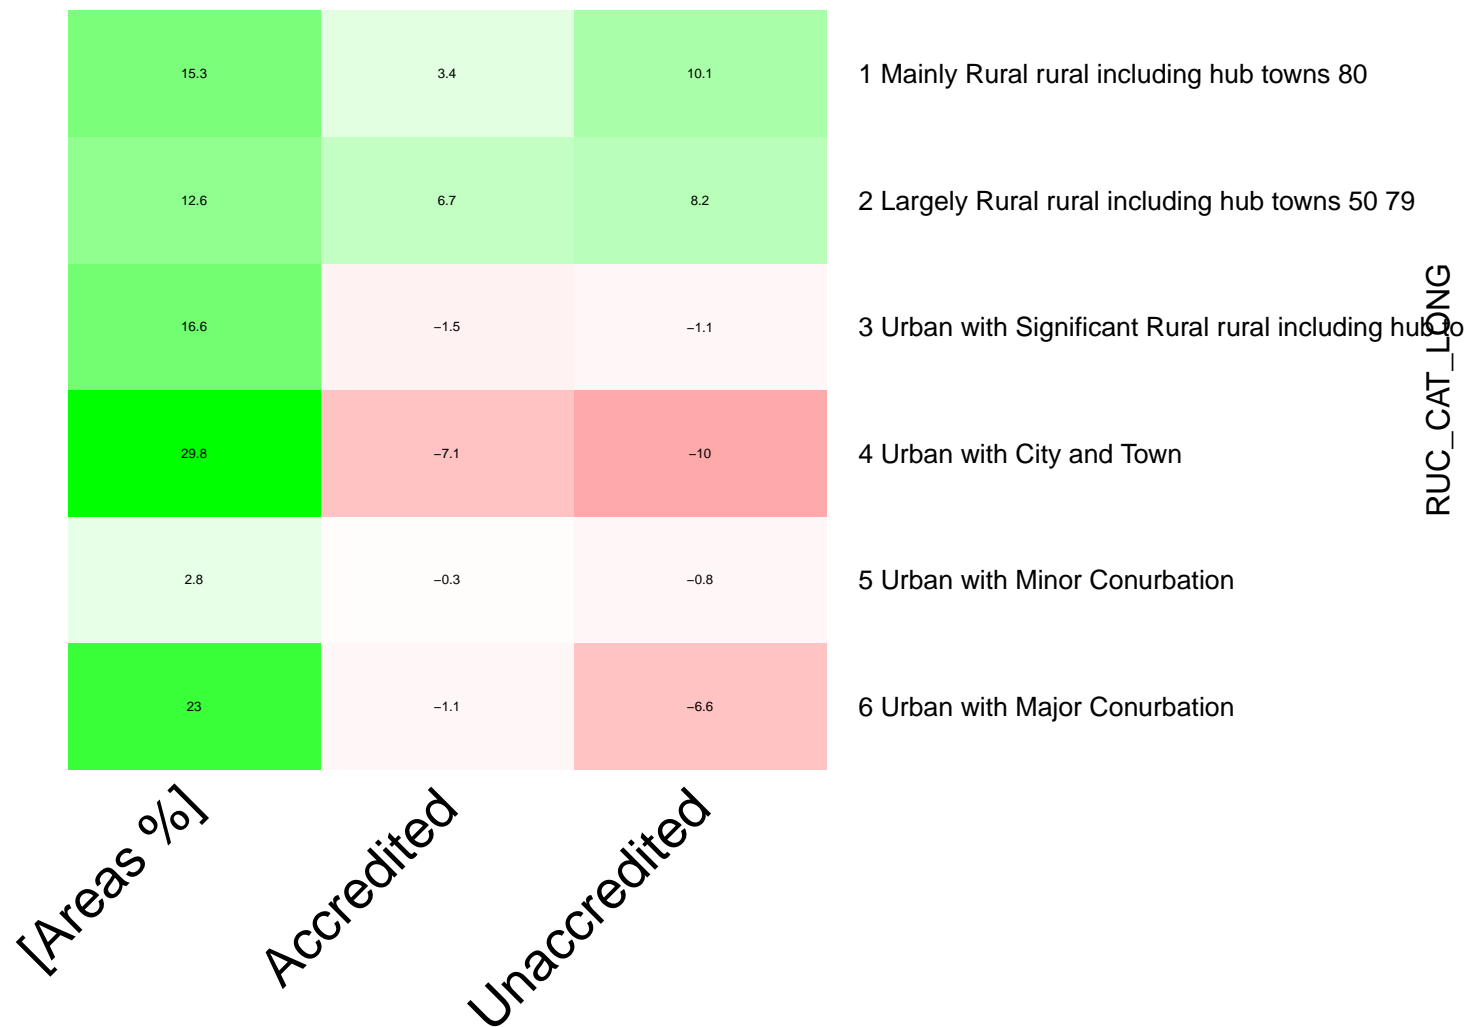 15.3 3.4 10.1 1 Mainly Rural rural including hub towns 80
12.6 6.7 8.2 2 Largely Rural rural including hub towns 50 79
16.6 −1.5 −1.1 3 Urban with Significant Rural rural including hub to
29.8 −7.1 −10 4 Urban with City and Town
2.8 −0.3 −0.8 5 Urban with Minor Conurbation
23 −1.1 −6.6 6 Urban with Major Conurbation
RUC_CAT_LONG
[Areas %]
Accredited
Unaccredited